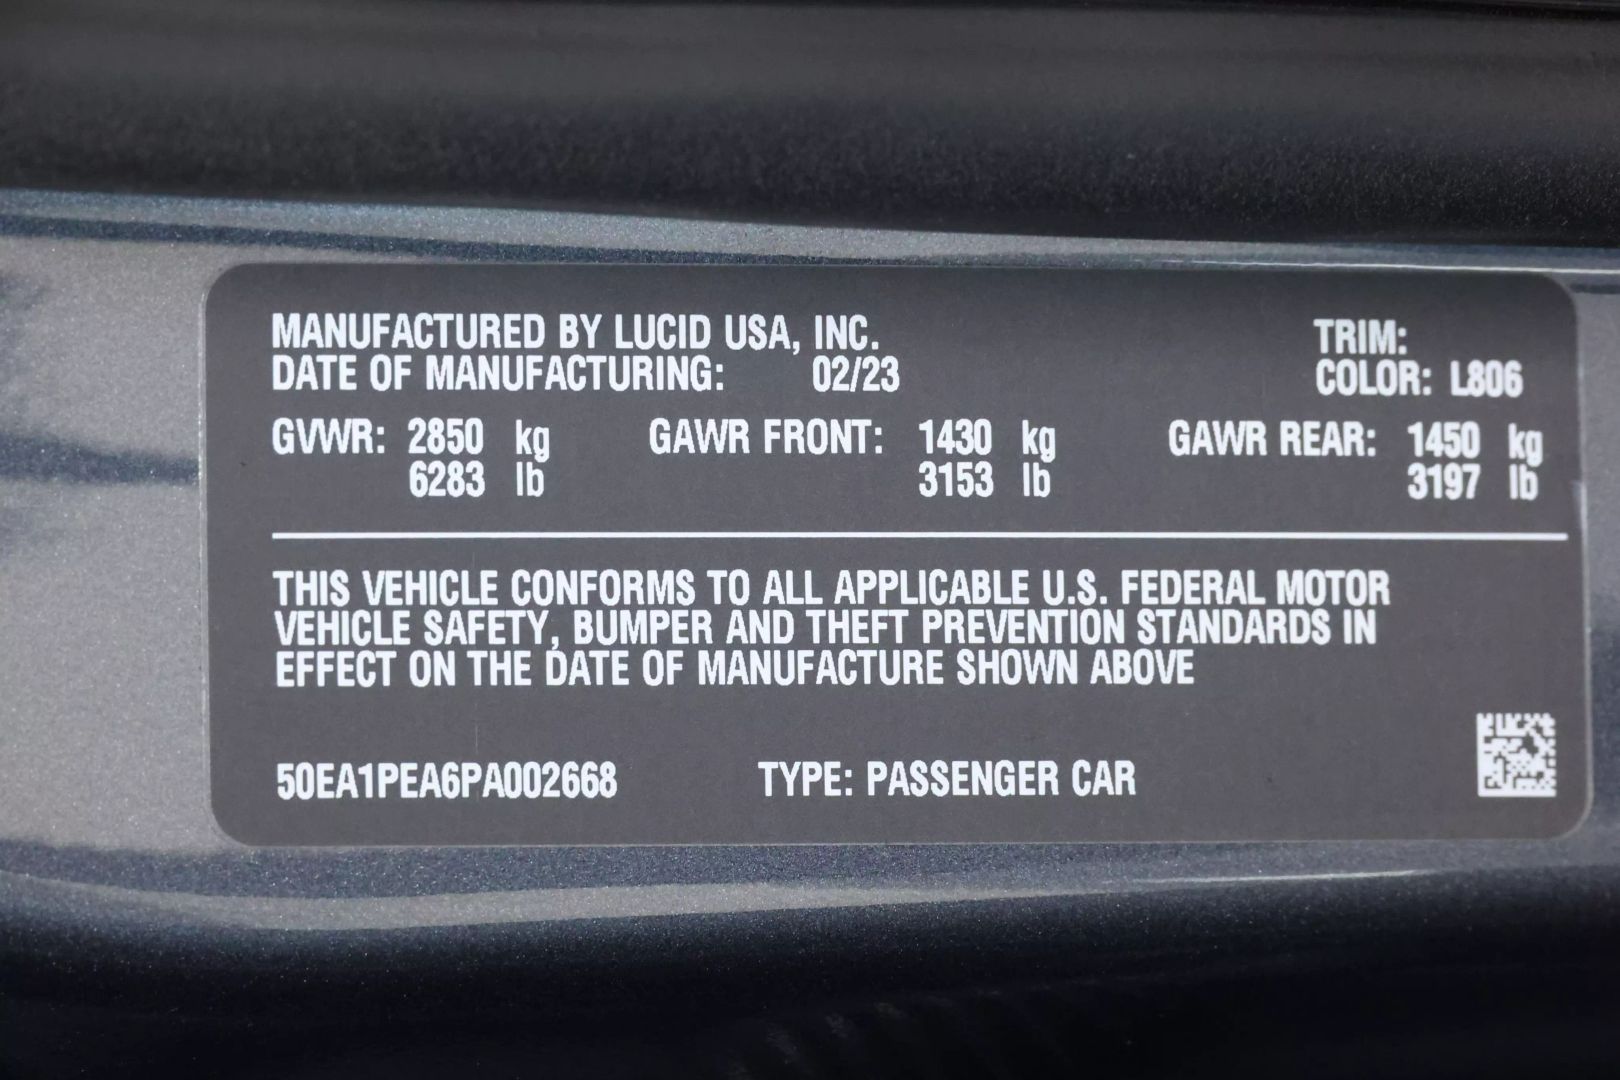 MANUFACTURED BY LUCID USA, INC. TRIM:
DATE OF MANUFACTURING: 02/23 COLOR: L806
GVWR: 2850 kg GAWR FRONT: 1430 kg GAWR REAR: 1450 kg
6283 lb 3153 lb 3197 lb
THIS VEHICLE CONFORMS TO ALL APPLICABLE U.S. FEDERAL MOTOR
VEHICLE SAFETY, BUMPER AND THEFT PREVENTION STANDARDS IN
EFFECT ON THE DATE OF MANUFACTURE SHOWN ABOVE
50EA1PEA6PA002668 TYPE: PASSENGER CAR